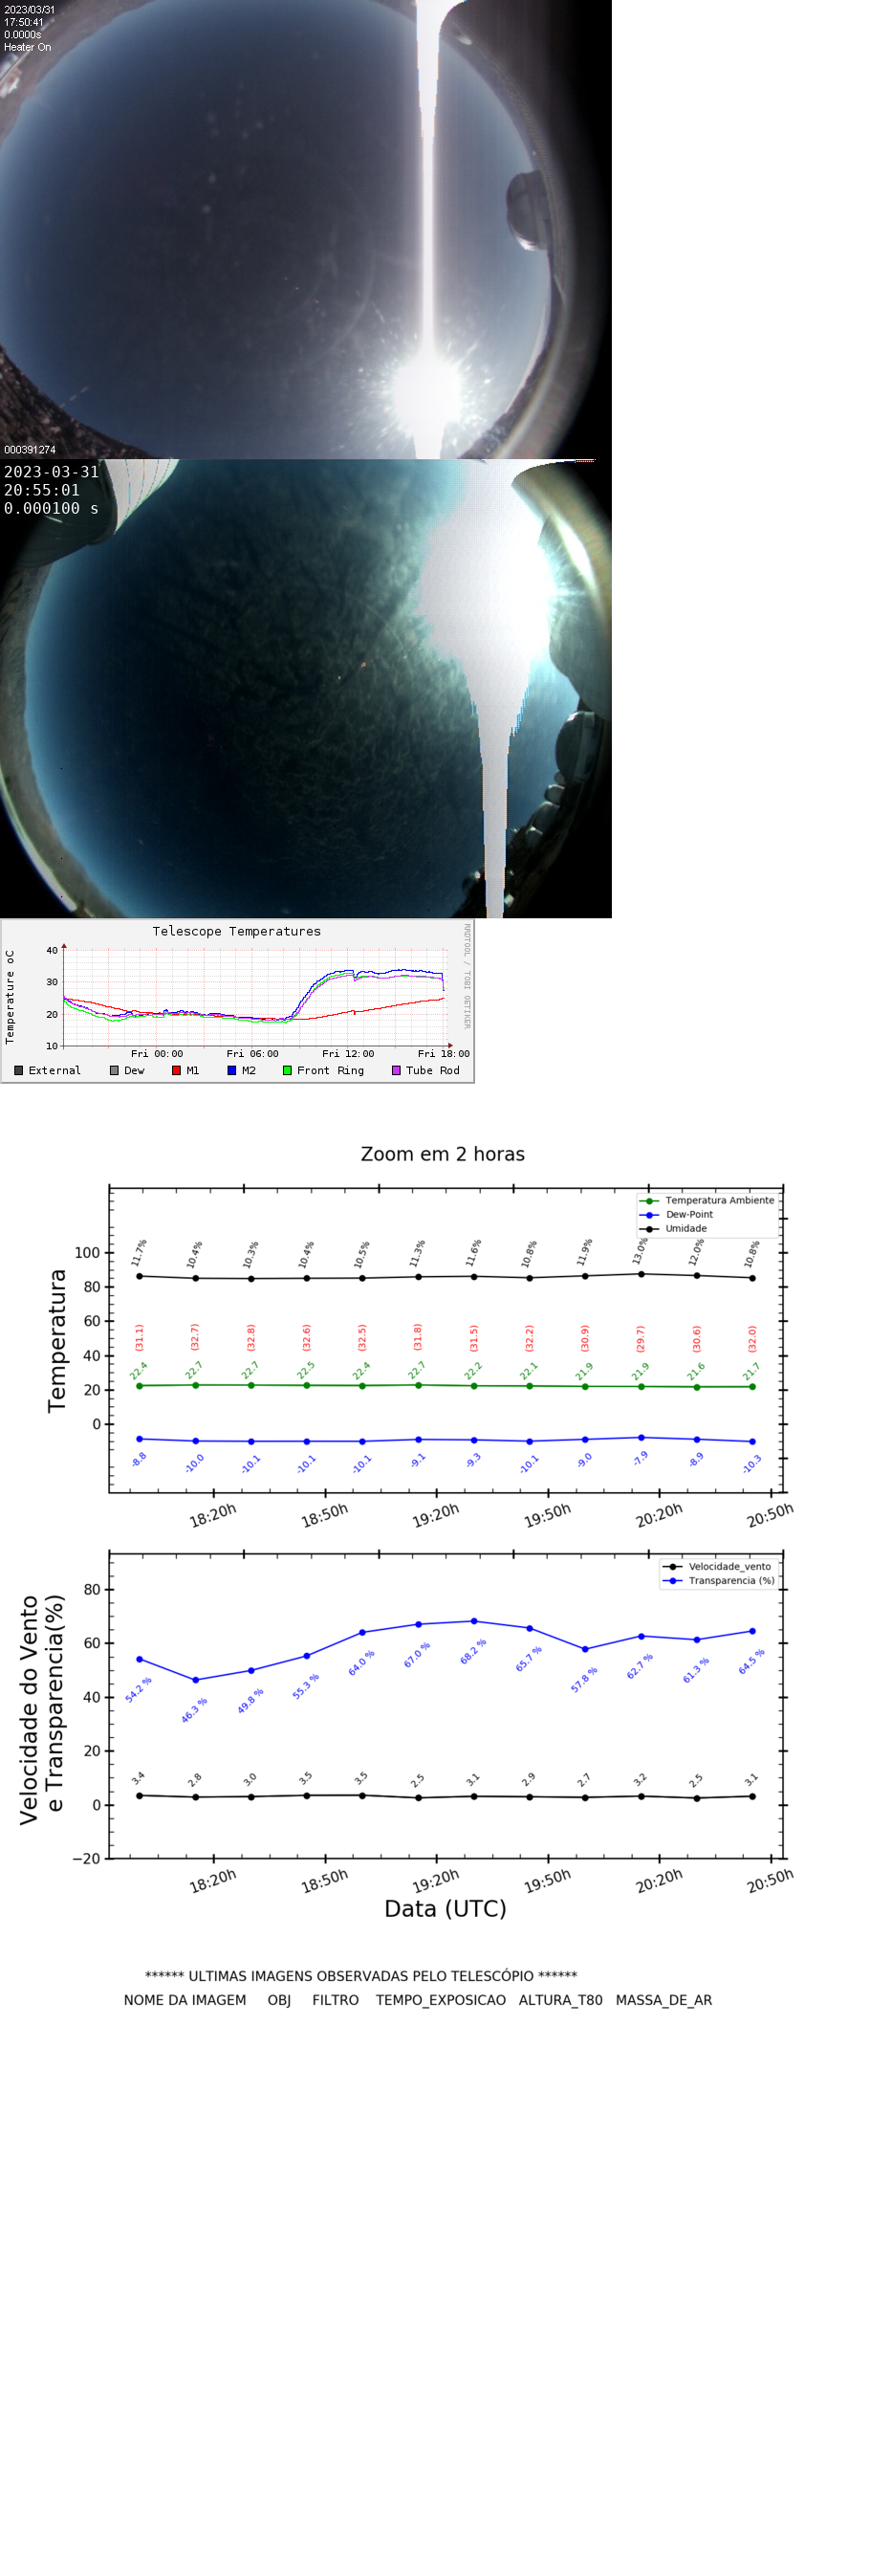 2023/03/31
17:50:41
0.0000s
Heater On
000391274
2023-03-31
20:55:01
0.000100 s
Telescope Temperatures
RRDTOOL / TOBI OETIKER
Temperature oC
40
30
20
10
Fri 00:00 Fri 06:00 Fri 12:00 Fri 18:00
External Dew M1 M2 Front Ring Tube Rod
Zoom em 2 horas
Temperatura Ambiente
Dew-Point
Umidade
Temperatura
100
80
60
40
20
0
11.7% 10.4% 10.3% 10.4% 10.5% 11.3% 11.6% 10.8% 11.9% 13.0% 12.0% 10.8%
(31.1) (32.7) (32.8) (32.6) (32.5) (31.8) (31.5) (32.2) (30.9) (29.7) (30.6) (32.0)
22.4 22.7 22.7 22.5 22.4 22.7 22.2 22.1 21.9 21.9 21.6 21.7
-8.8 -10.0 -10.1 -10.1 -10.1 -9.1 -9.3 -10.1 -9.0 -7.9 -8.9 -10.3
18:20h 18:50h 19:20h 19:50h 20:20h 20:50h
Velocidade_vento
Transparencia (%)
Velocidade do Vento
e Transparencia(%)
80
60
40
20
0
−20
54.2 % 46.3 % 49.8 % 55.3 % 64.0 % 67.0 % 68.2 % 65.7 % 57.8 % 62.7 % 61.3 % 64.5 %
3.4 2.8 3.0 3.5 3.5 2.5 3.1 2.9 2.7 3.2 2.5 3.1
18:20h 18:50h 19:20h 19:50h 20:20h 20:50h
Data (UTC)
****** ULTIMAS IMAGENS OBSERVADAS PELO TELESCÓPIO ******
NOME DA IMAGEM OBJ FILTRO TEMPO_EXPOSICAO ALTURA_T80 MASSA_DE_AR